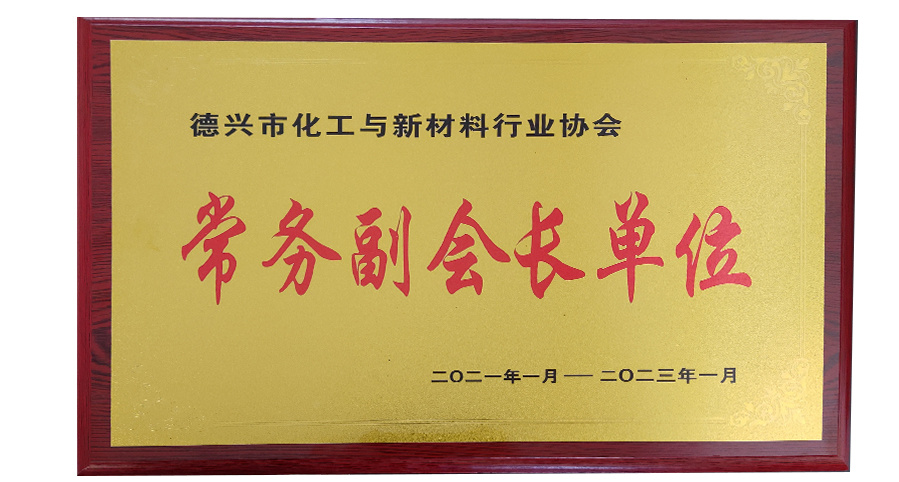 德兴市化工与新材料行业协会
常务副会长单位
二〇二一年一月——二〇二三年一月